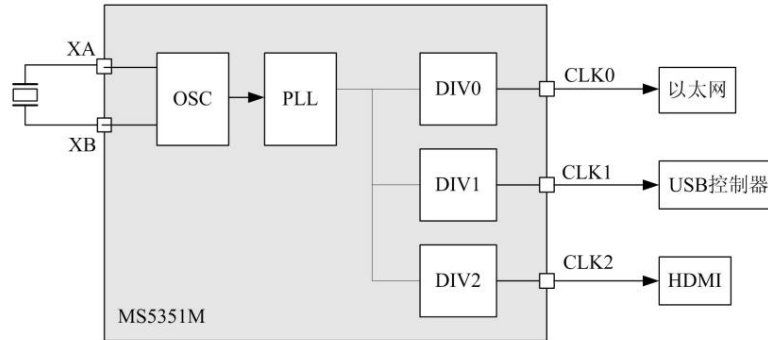 XA
XB
OSC
PLL
DIV0
CLK0
以太网
DIV1
CLK1
USB控制器
DIV2
CLK2
HDMI
MS5351M